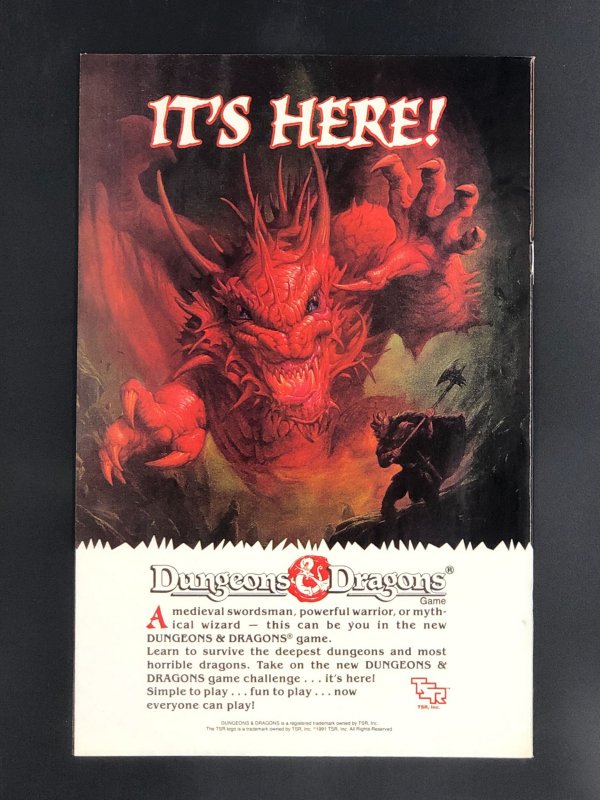 IT'S HERE!
Dungeons & Dragons®
Game
A medieval swordsman, powerful warrior, or myth-
ical wizard — this can be you in the new
DUNGEONS & DRAGONS® game.
Learn to survive the deepest dungeons and most
horrible dragons. Take on the new DUNGEONS &
DRAGONS game challenge . . . it's here!
Simple to play . . . fun to play . . . now
everyone can play!
TSR™
TSR, Inc.
DUNGEONS & DRAGONS is a registered trademark owned by TSR, Inc.
The TSR logo is a trademark owned by TSR, Inc. ©1991 TSR, Inc. All Rights Reserved.